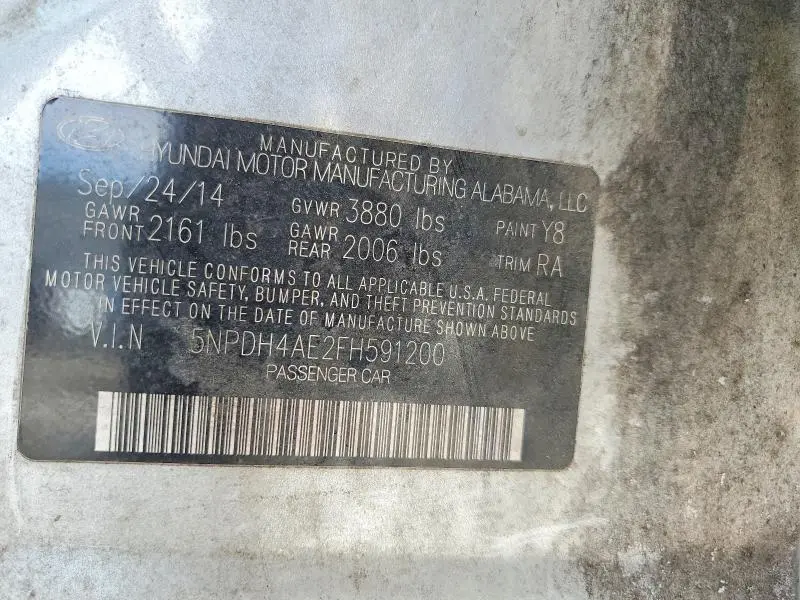 MANUFACTURED BY
HYUNDAI MOTOR MANUFACTURING ALABAMA, LLC
Sep/24/14 GVWR 3880 lbs PAINT Y8
GAWR FRONT 2161 lbs GAWR REAR 2006 lbs TRIM RA
THIS VEHICLE CONFORMS TO ALL APPLICABLE U.S.A. FEDERAL
MOTOR VEHICLE SAFETY, BUMPER, AND THEFT PREVENTION STANDARDS
IN EFFECT ON THE DATE OF MANUFACTURE SHOWN ABOVE
V.I.N 5NPDH4AE2FH591200
PASSENGER CAR